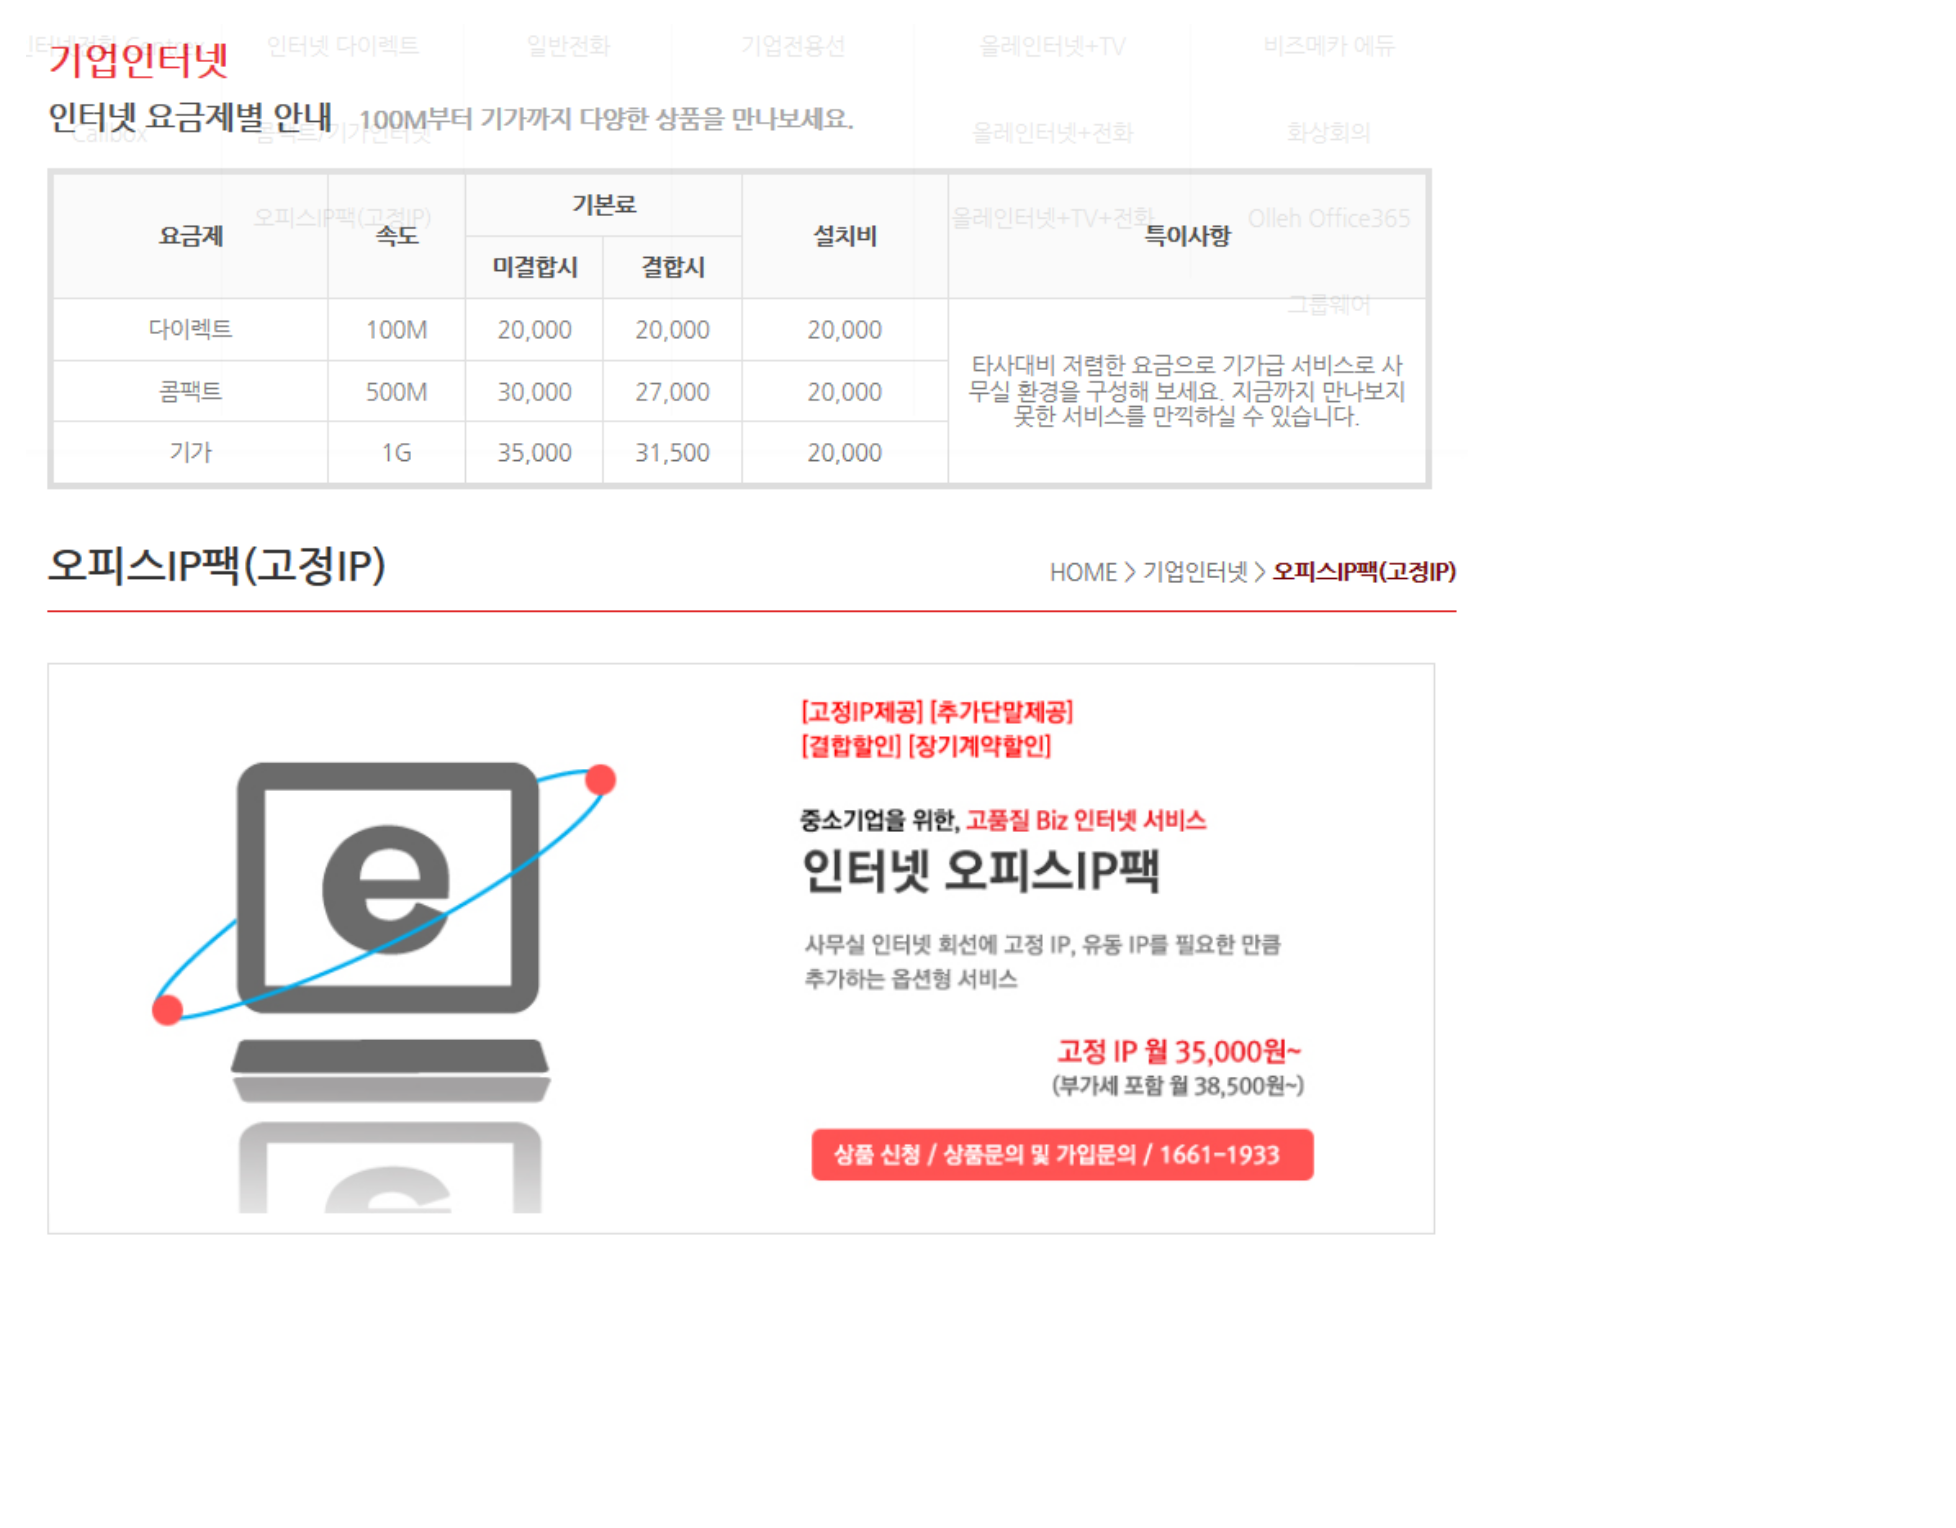 인터넷 다이렉트 일반전화 기업전용선 올레인터넷+TV 비즈메카 에듀
기업인터넷
인터넷 요금제별 안내 100M부터 기가까지 다양한 상품을 만나보세요.
Callbox 콤팩트/기가인터넷 올레인터넷+전화 화상회의
오피스IP팩(고정IP) 올레인터넷+TV+전화 Olleh Office365
그룹웨어
요금제 속도 기본료 설치비 특이사항
미결합시 결합시
다이렉트 100M 20,000 20,000 20,000
콤팩트 500M 30,000 27,000 20,000
기가 1G 35,000 31,500 20,000
타사대비 저렴한 요금으로 기가급 서비스로 사
무실 환경을 구성해 보세요. 지금까지 만나보지
못한 서비스를 만끽하실 수 있습니다.
오피스IP팩(고정IP)
HOME > 기업인터넷 > 오피스IP팩(고정IP)
[고정IP제공] [추가단말제공]
[결합할인] [장기계약할인]
중소기업을 위한, 고품질 Biz 인터넷 서비스
인터넷 오피스IP팩
사무실 인터넷 회선에 고정 IP, 유동 IP를 필요한 만큼
추가하는 옵션형 서비스
고정 IP 월 35,000원~
(부가세 포함 월 38,500원~)
상품 신청 / 상품문의 및 가입문의 / 1661-1933
e